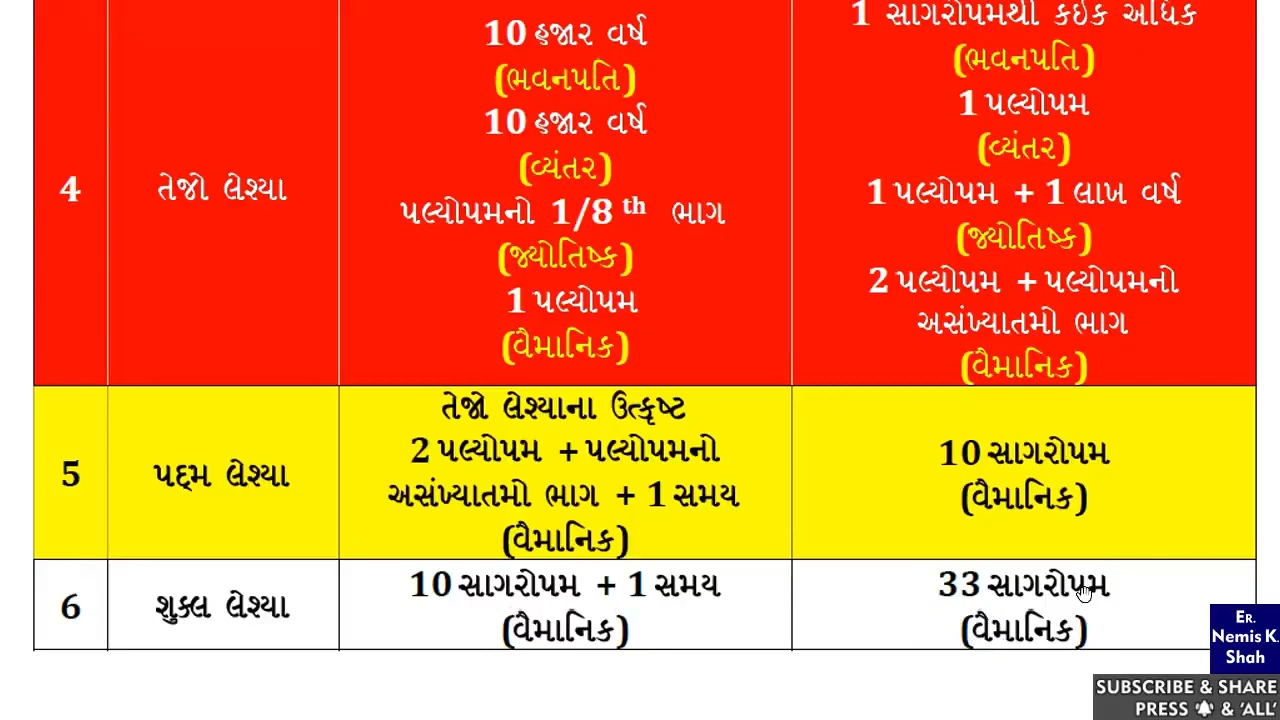 4
તેજો લેશ્યા
10 હજાર વર્ષ
(ભવનપતિ)
10 હજાર વર્ષ
(વ્યંતર)
પલ્યોપમનો 1/8 th ભાગ
(જ્યોતિષ્ક)
1 પલ્યોપમ
(વૈમાનિક)
1 સાગરોપમથી કઇક અધિક
(ભવનપતિ)
1 પલ્યોપમ
(વ્યંતર)
1 પલ્યોપમ + 1 લાખ વર્ષ
(જ્યોતિષ્ક)
2 પલ્યોપમ + પલ્યોપમનો
અસંખ્યાતમો ભાગ
(વૈમાનિક)
5
પદ્મ લેશ્યા
તેજો લેશ્યાના ઉત્કૃષ્ટ
2 પલ્યોપમ + પલ્યોપમનો
અસંખ્યાતમો ભાગ + 1 સમય
(વૈમાનિક)
10 સાગરોપમ
(વૈમાનિક)
6
શુક્લ લેશ્યા
10 સાગરોપમ + 1 સમય
(વૈમાનિક)
33 સાગરોપમ
(વૈમાનિક)
ER.
Nemis K.
Shah
SUBSCRIBE & SHARE
PRESS & 'ALL'